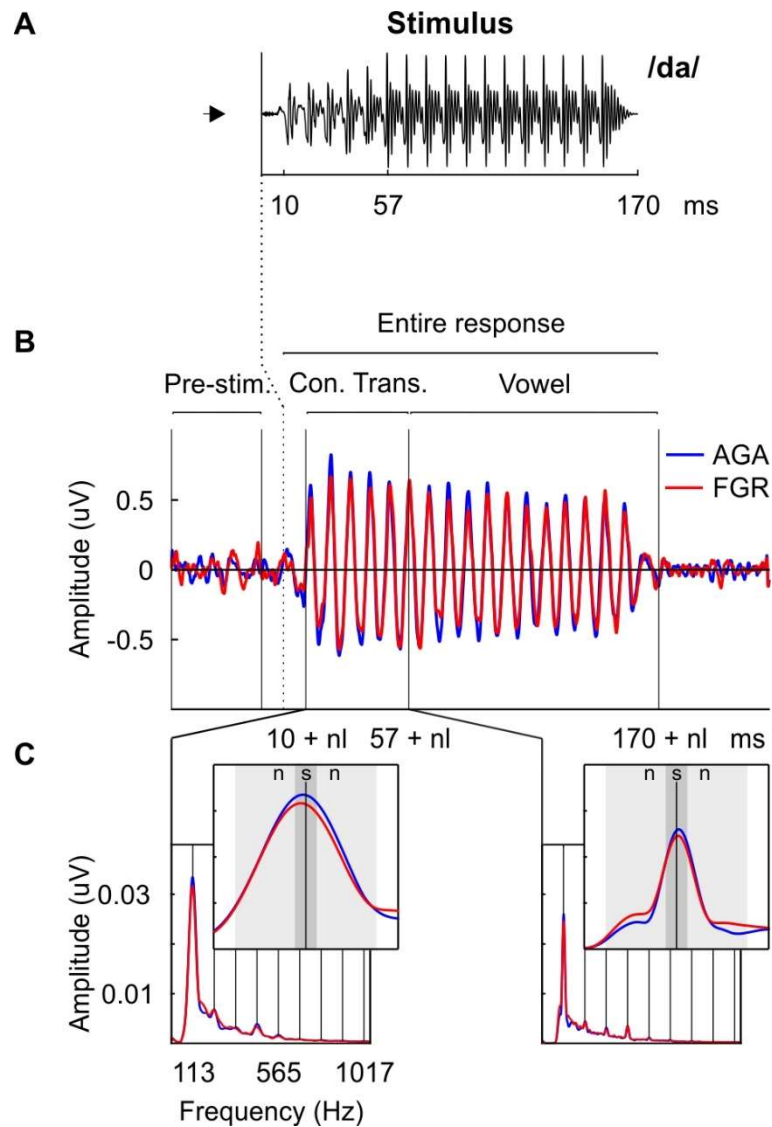 A
Stimulus
/da/
10 57 170 ms
Entire response
B
Pre-stim. Con. Trans. Vowel
AGA
FGR
Amplitude (uV)
0.5
0
-0.5
C
10 + nl 57 + nl 170 + nl ms
n s n n s n
Amplitude (uV)
0.03
0.01
113 565 1017
Frequency (Hz)